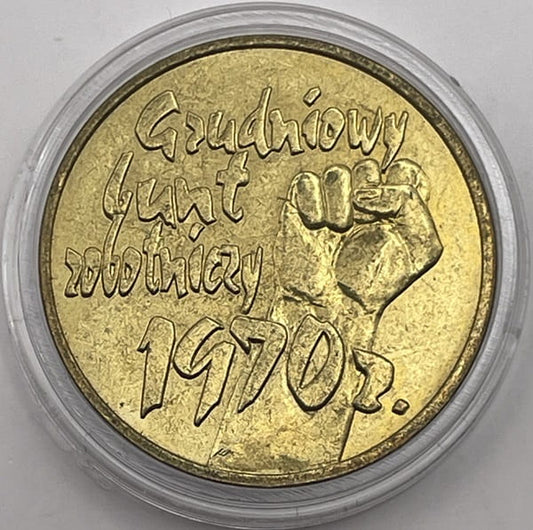 Grudniowy
bunt
robotniczy
1970 r.